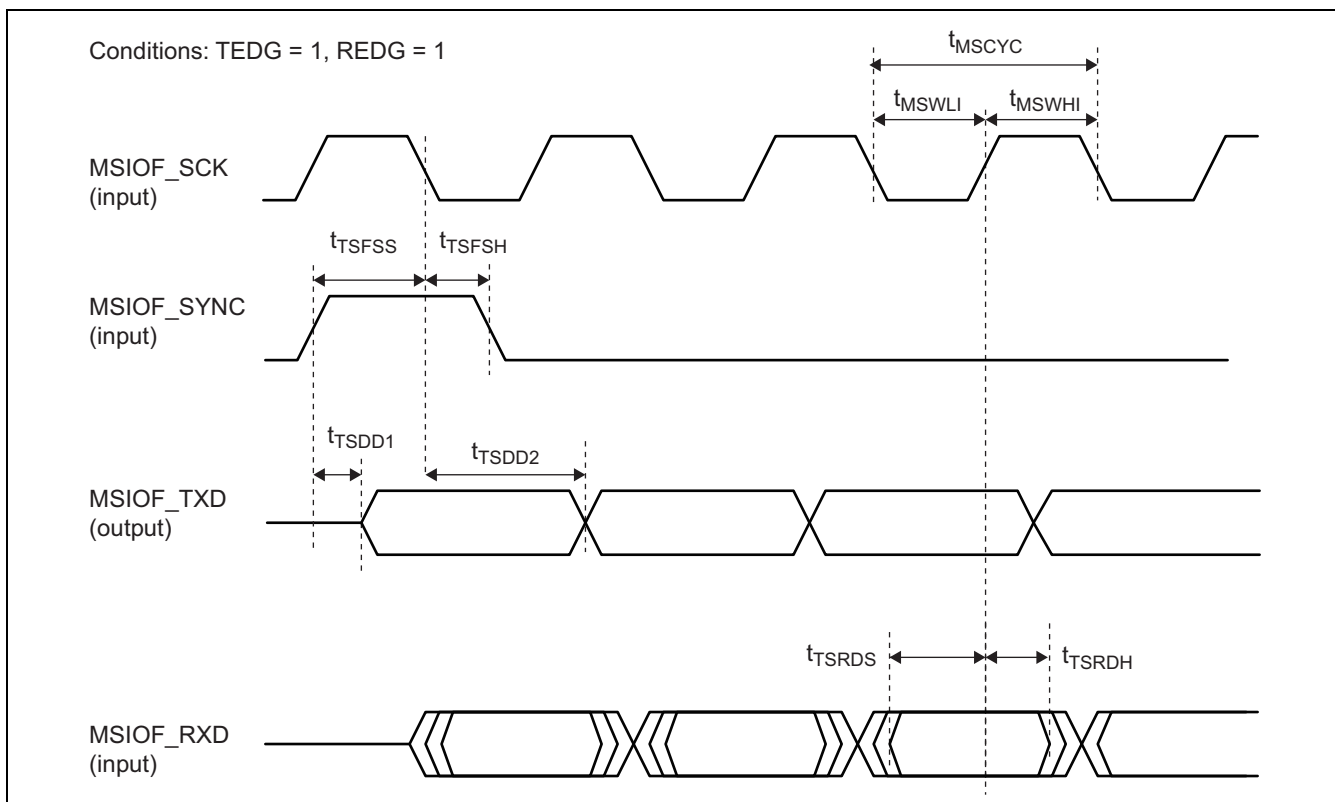 Conditions: TEDG = 1, REDG = 1
tMSCYC
tMSWLI
tMSWHI
MSIOF_SCK
(input)
tTSFSS
tTSFSH
MSIOF_SYNC
(input)
tTSDD1
tTSDD2
MSIOF_TXD
(output)
tTSRDS
tTSRDH
MSIOF_RXD
(input)